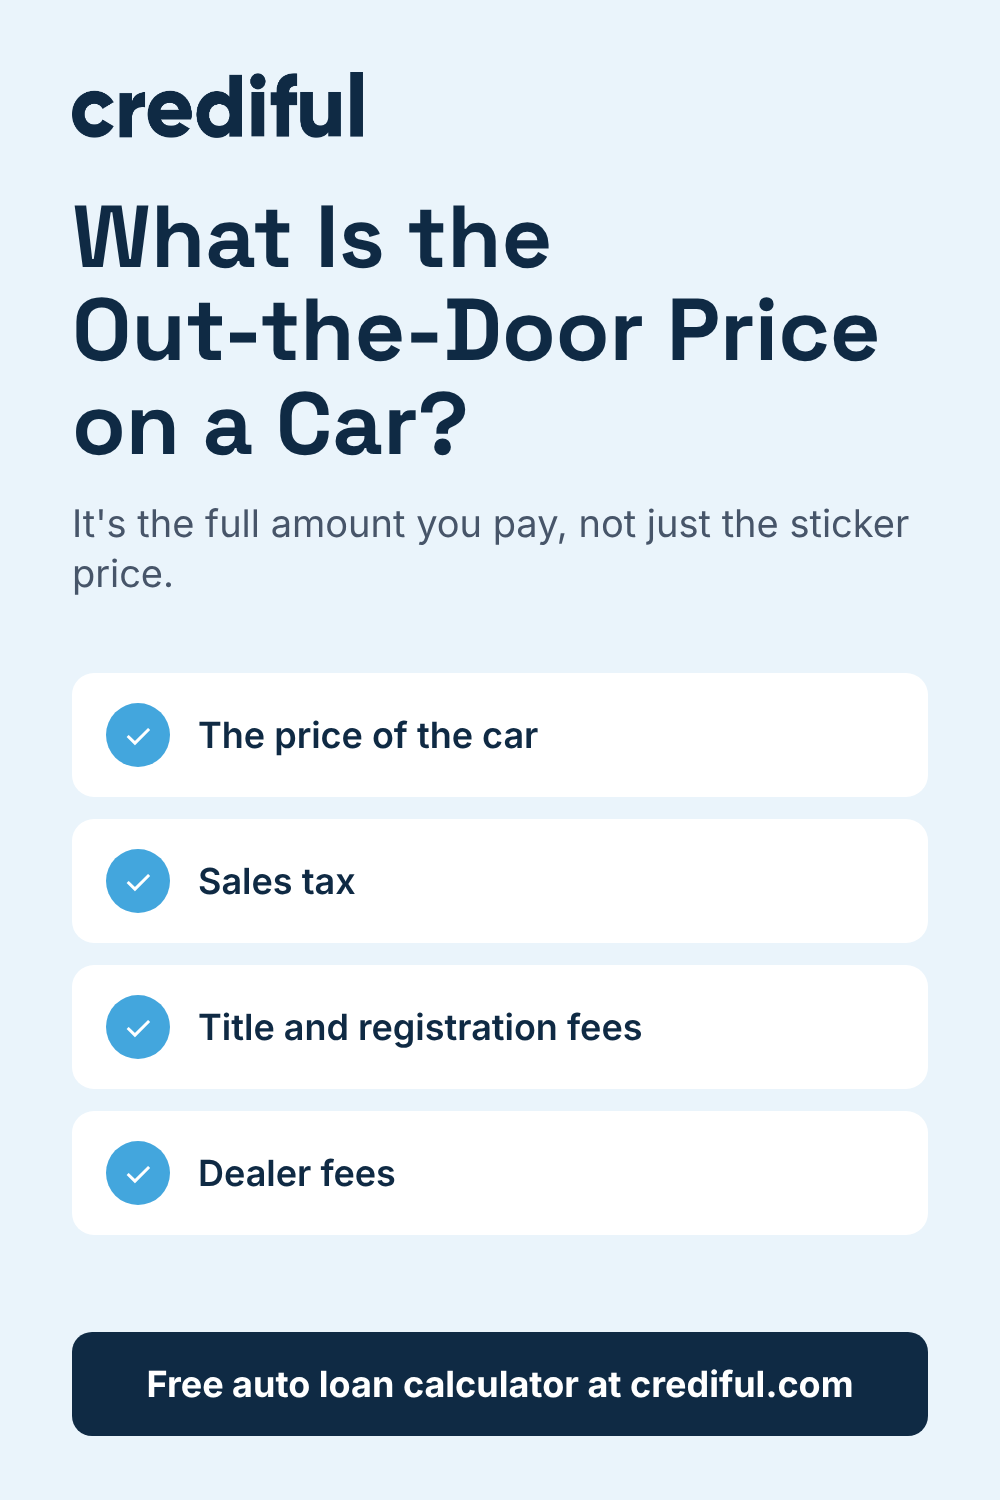 crediful
What Is the
Out-the-Door Price
on a Car?
It's the full amount you pay, not just the sticker
price.
The price of the car
Sales tax
Title and registration fees
Dealer fees
Free auto loan calculator at crediful.com